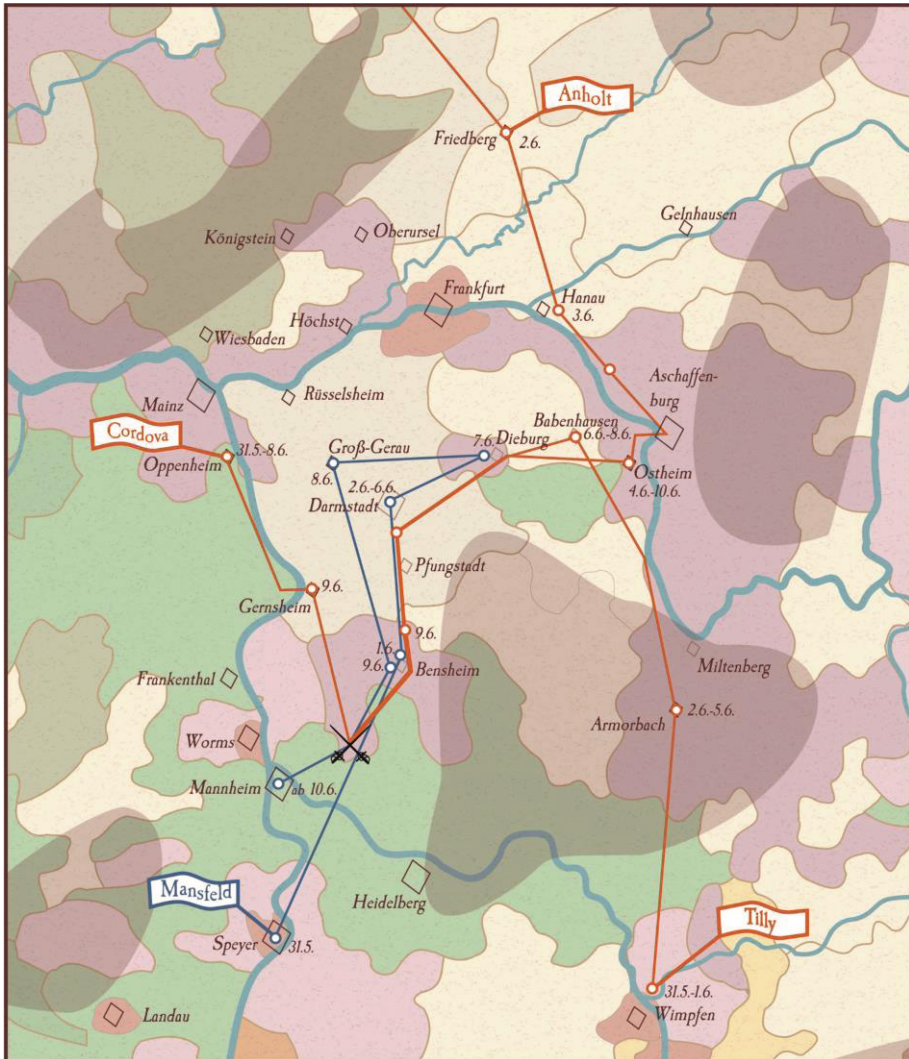 Anholt
Friedberg
2.6.
Gelnhausen
Königstein
Oberursel
Frankfurt
Hanau
3.6.
Höchst
Wiesbaden
Aschaffen-
burg
Mainz
Rüsselsheim
Babenhausen
6.6.-8.6.
Cordova
31.5.-8.6.
Oppenheim
Groß-Gerau
8.6.
7.6.
Dieburg
Ostheim
4.6.-10.6.
2.6.-6.6.
Darmstadt
Pfungstadt
9.6.
Gernsheim
9.6.
1.6.
9.6.
Bensheim
Miltenberg
Frankenthal
Armorbach
2.6.-5.6.
Worms
Mannheim
ab 10.6.
Heidelberg
Mansfeld
Speyer
31.5.
Tilly
31.5.-1.6.
Wimpfen
Landau